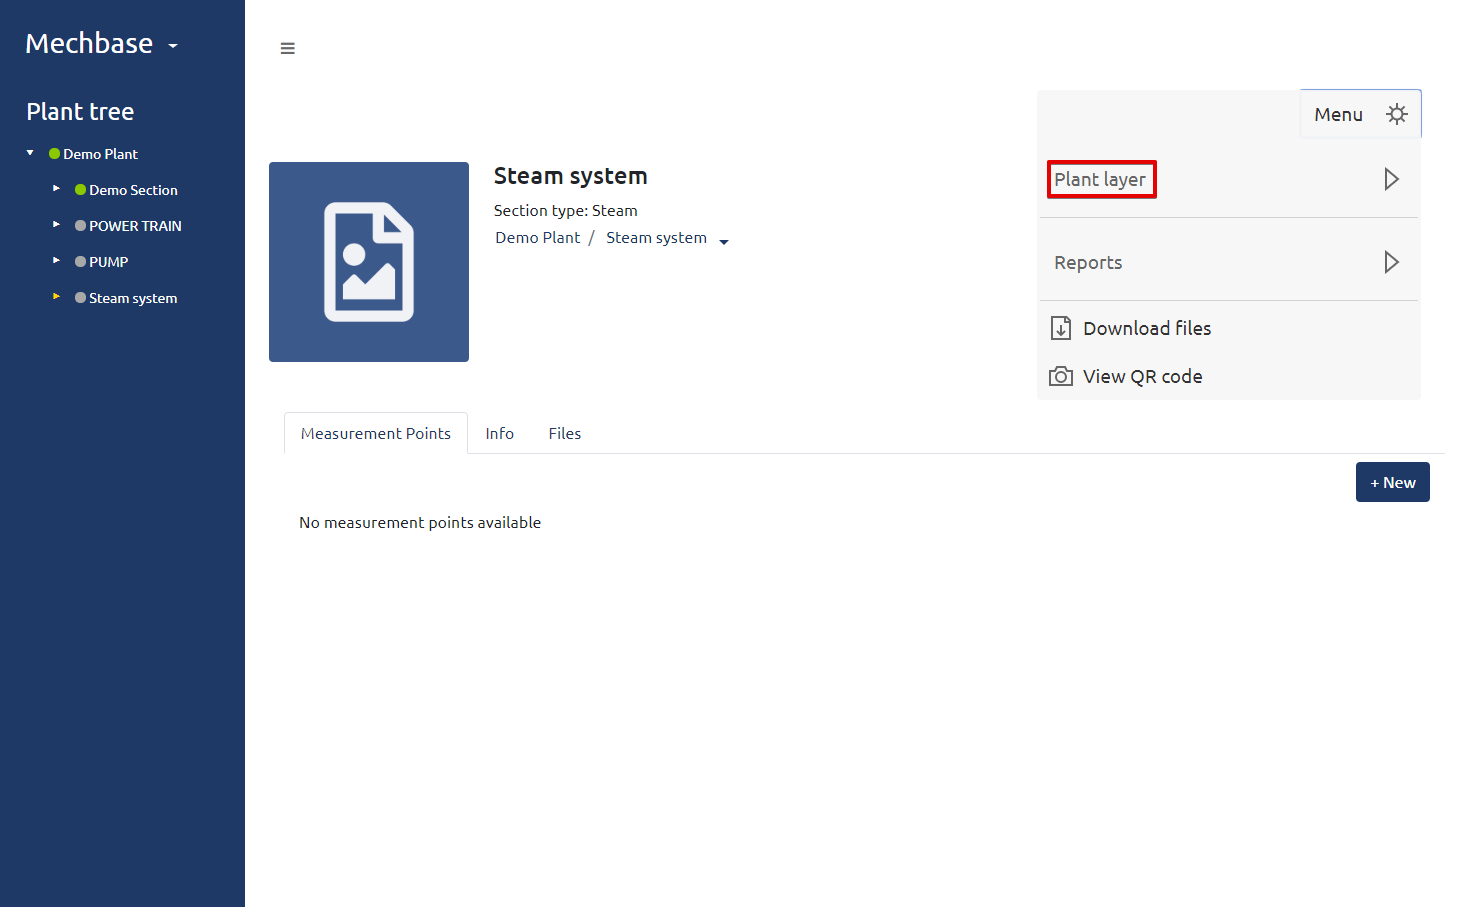 Mechbase
Plant tree
Demo Plant
Demo Section
POWER TRAIN
PUMP
Steam system
Steam system
Section type: Steam
Demo Plant / Steam system
Menu
Plant layer
Reports
Download files
View QR code
Measurement Points Info Files
+ New
No measurement points available